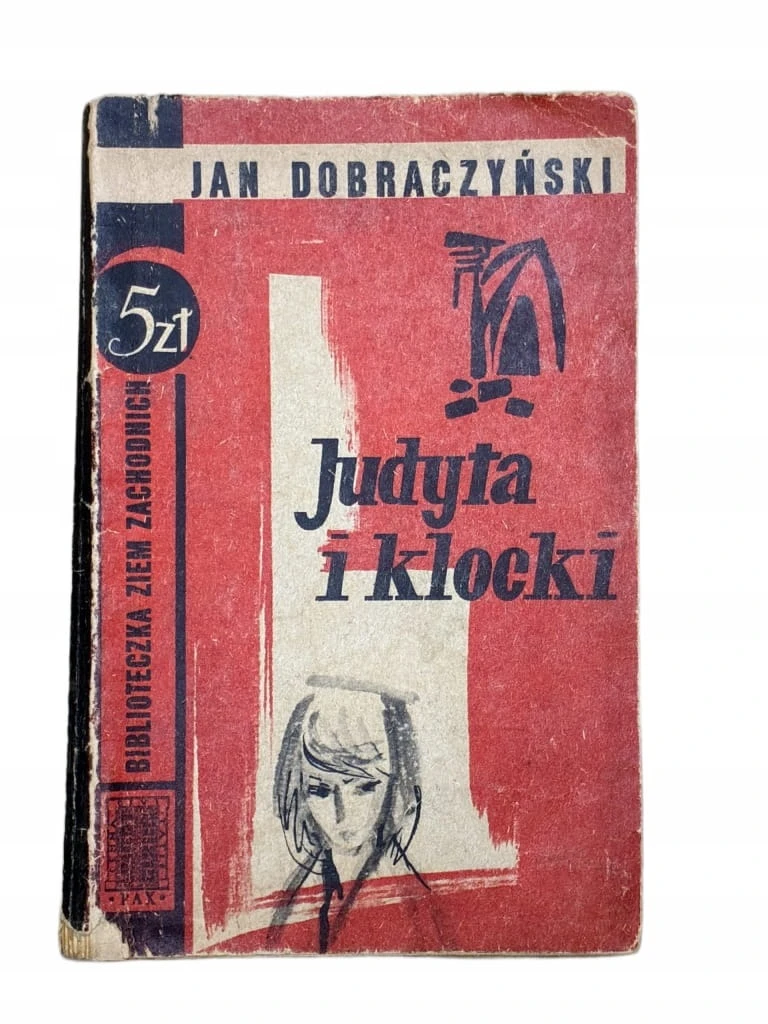 JAN DOBRACZYŃSKI
5zł
Judyta
i klocki
BIBLIOTECZKA ZIEM ZACHODNICH
• PAX •